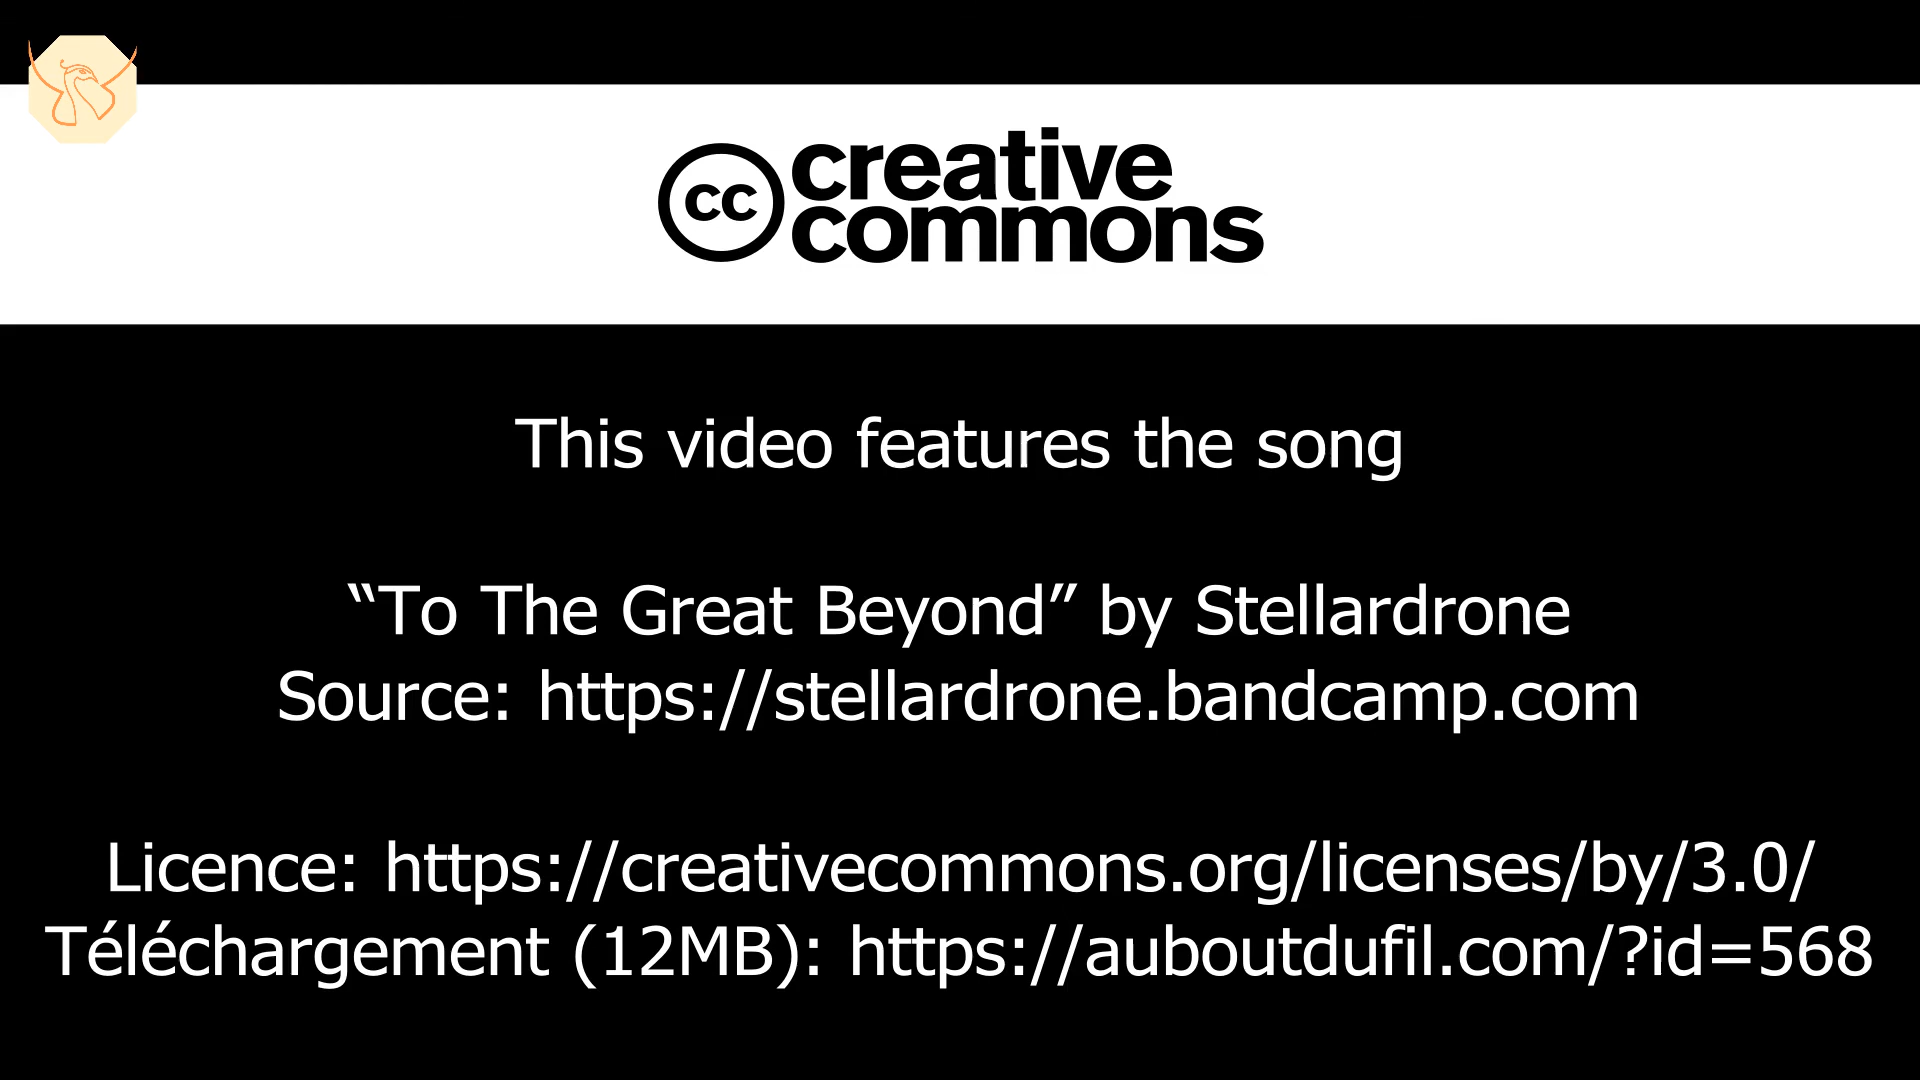 cc creative
commons
This video features the song
“To The Great Beyond” by Stellardrone
Source: https://stellardrone.bandcamp.com
Licence: https://creativecommons.org/licenses/by/3.0/
Téléchargement (12MB): https://auboutdufil.com/?id=568